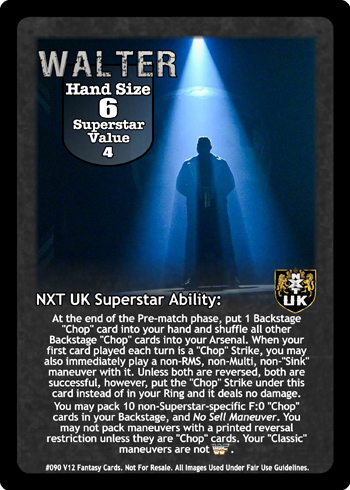 WALTER
Hand Size
6
Superstar
Value
4
NXT
UK
NXT UK Superstar Ability:
At the end of the Pre-match phase, put 1 Backstage
"Chop" card into your hand and shuffle all other
Backstage "Chop" cards into your Arsenal. When your
first card played each turn is a "Chop" Strike, you may
also immediately play a non-RMS, non-Multi, non-"Sink"
maneuver with it. Unless both are reversed, both are
successful, however, put the "Chop" Strike under this
card instead of in your Ring and it deals no damage.
You may pack 10 non-Superstar-specific F:0 "Chop"
cards in your Backstage, and No Sell Maneuver. You
may not pack maneuvers with a printed reversal
restriction unless they are "Chop" cards. Your "Classic"
maneuvers are not .
#090 V12 Fantasy Cards. Not For Resale. All Images Used Under Fair Use Guidelines.